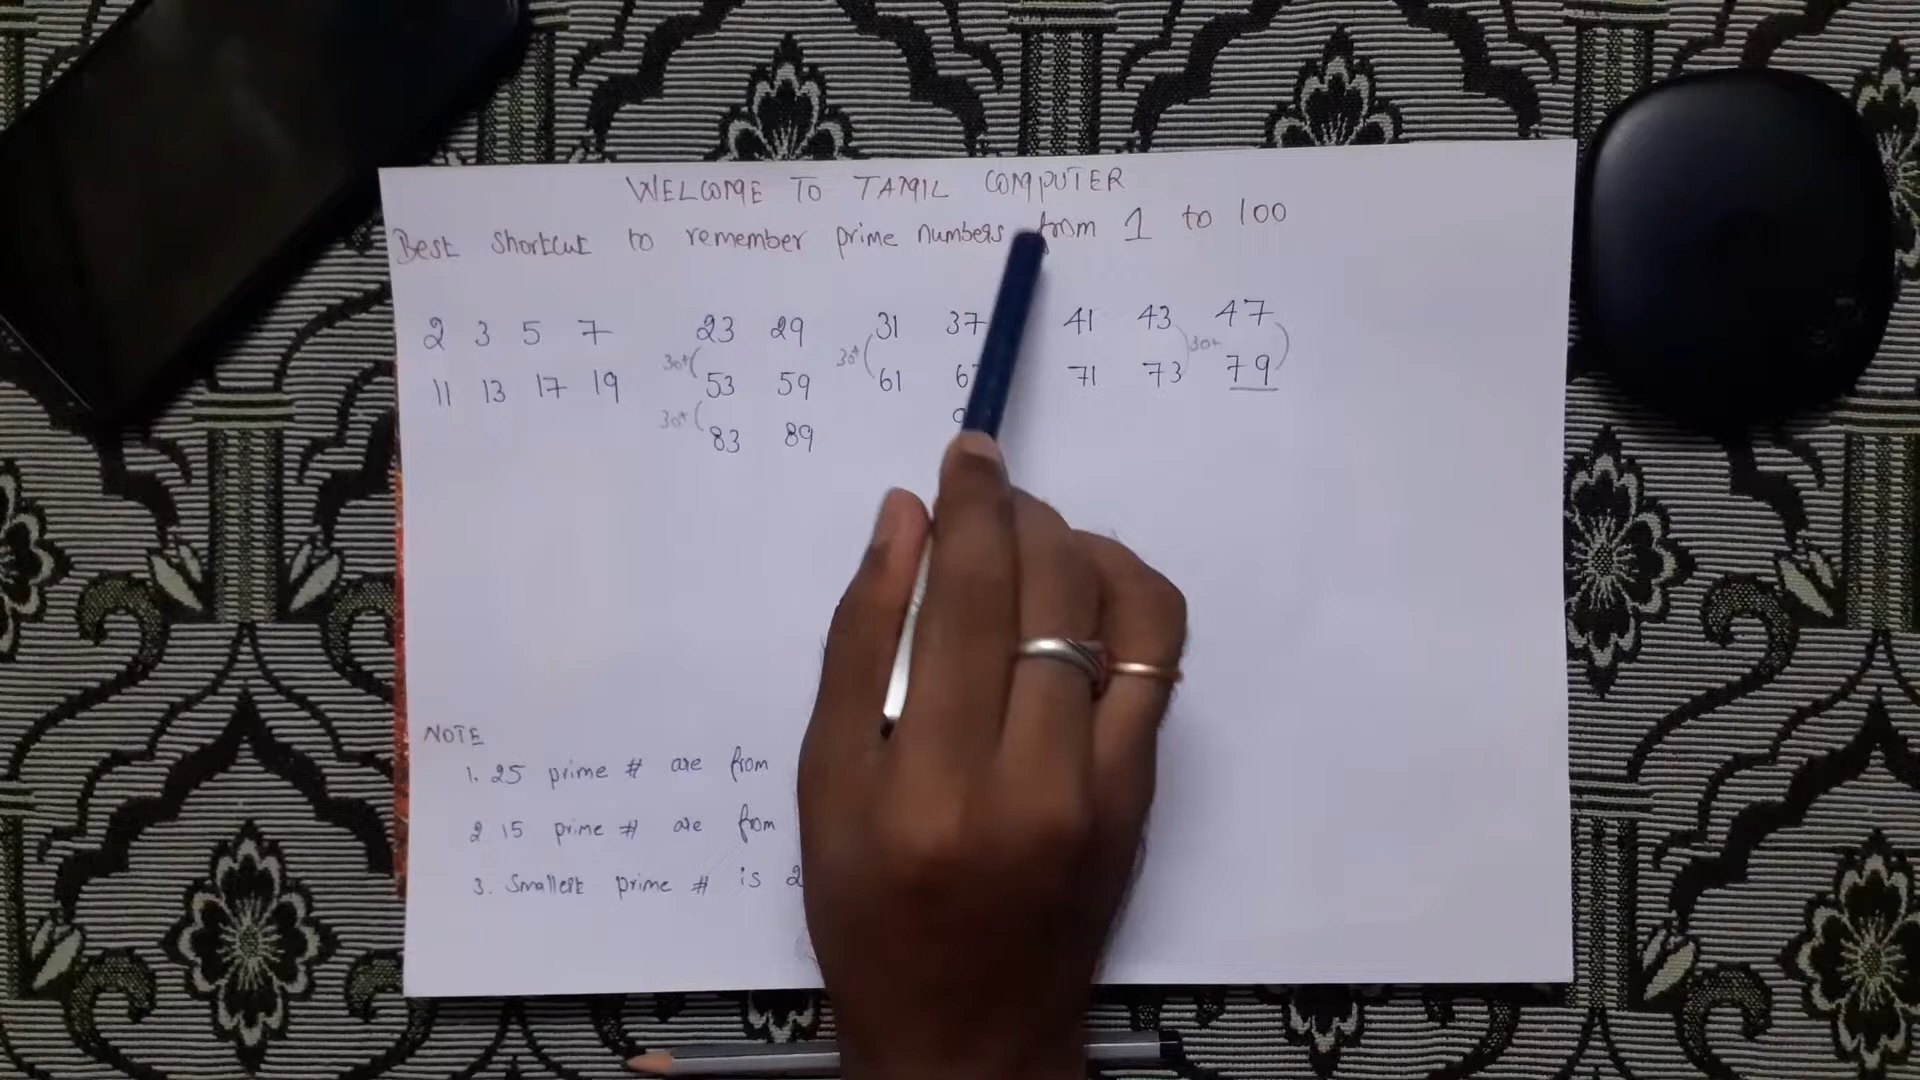 WELCOME TO TAMIL COMPUTER
Best shortcut to remember prime numbers from 1 to 100
2 3 5 7 23 29 31 37 41 43 47
30+ 30+ 30+
11 13 17 19 53 59 61 71 73 79
30+
83 89
NOTE
1. 25 prime # are from
2 15 prime # are from
3. Smallest prime # is 2